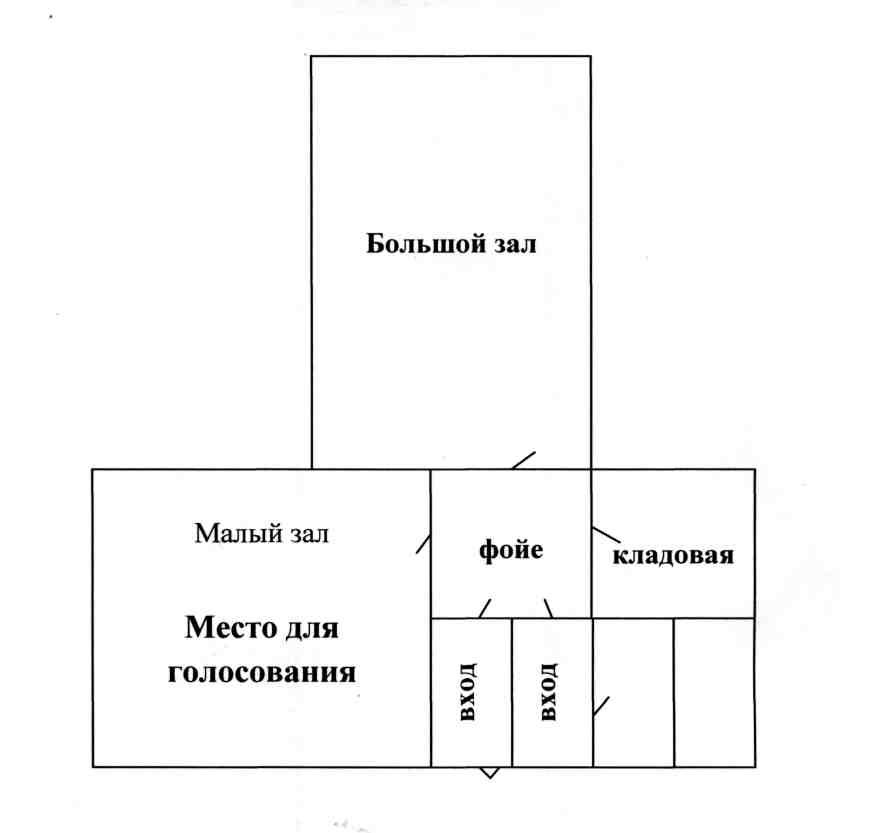 Большой зал
Малый зал
фойе
кладовая
Место для
голосования
вход
вход